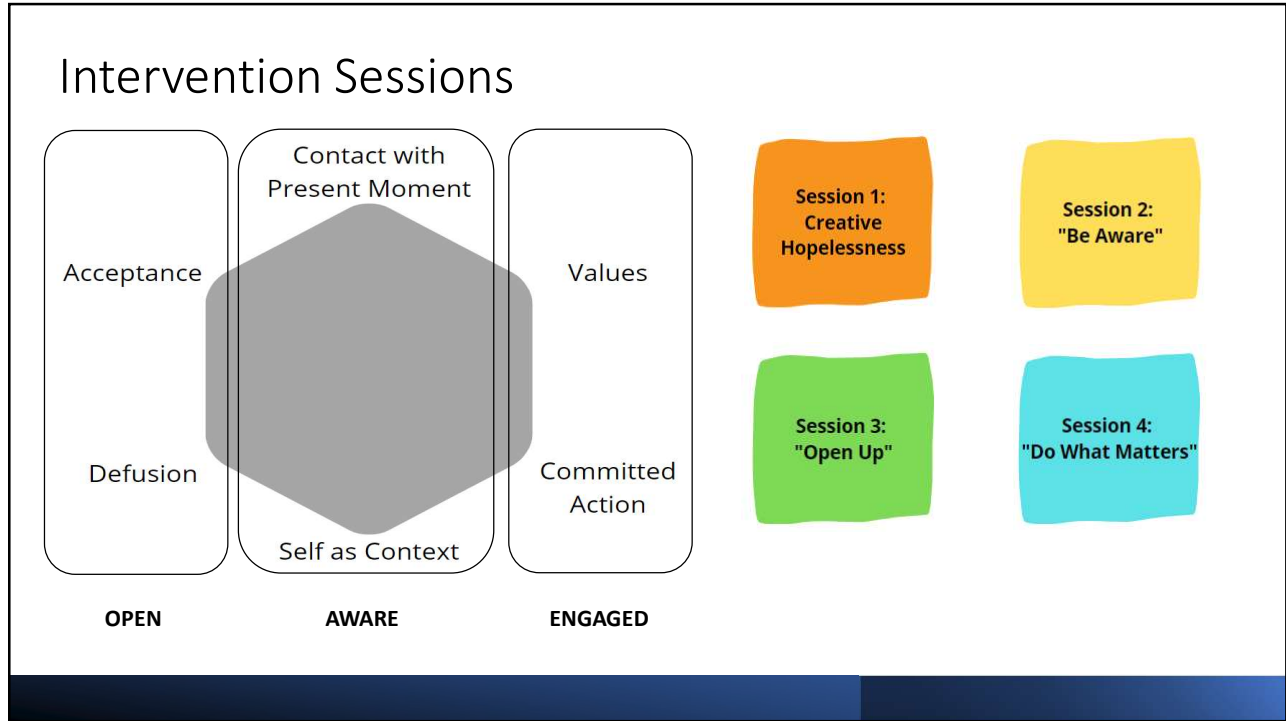 Intervention Sessions
Contact with
Present Moment
Acceptance
Values
Defusion
Committed
Action
Self as Context
OPEN
AWARE
ENGAGED
Session 1:
Creative
Hopelessness
Session 2:
"Be Aware"
Session 3:
"Open Up"
Session 4:
"Do What Matters"